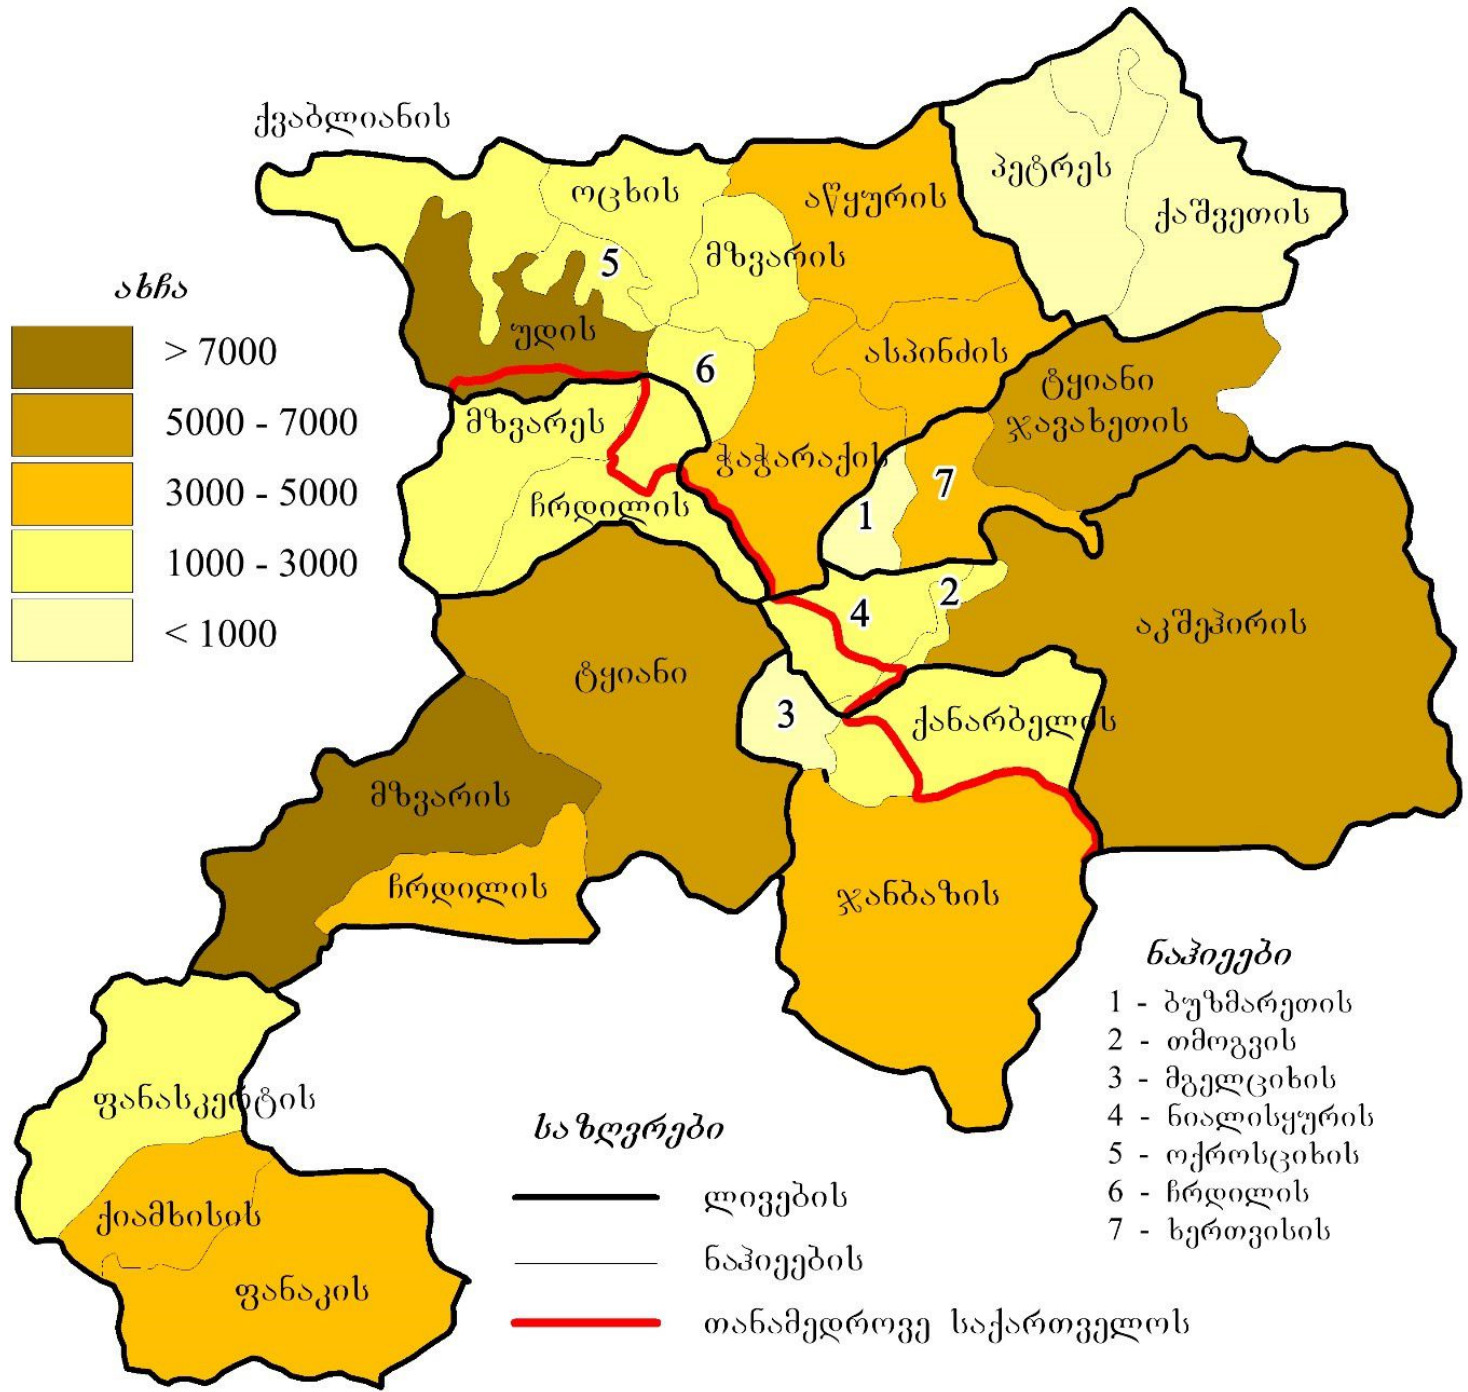 ქვაბლიანის
ოცხის
აწყურის
პეტრეს
ქაშვეთის
5
მზვარის
ახჩა
> 7000
5000 - 7000
3000 - 5000
1000 - 3000
< 1000
უდის
6
ასპინძის
ტყიანი
ჯავახეთის
მზვარეს
ჭაჭარაქის
7
ჩრდილის
1
2
4
აკშეჰირის
ტყიანი
3
ქანარბელის
მზვარის
ჩრდილის
ჯანბაზის
ფანასკერტის
ქიამხისის
ფანაკის
ნაჰიეები
1 - ბუზმარეთის
2 - თმოგვის
3 - მგელციხის
4 - ნიალისყურის
5 - ოქროსციხის
6 - ჩრდილის
7 - ხერთვისის
საზღვრები
ლივების
ნაჰიეების
თანამედროვე საქართველოს